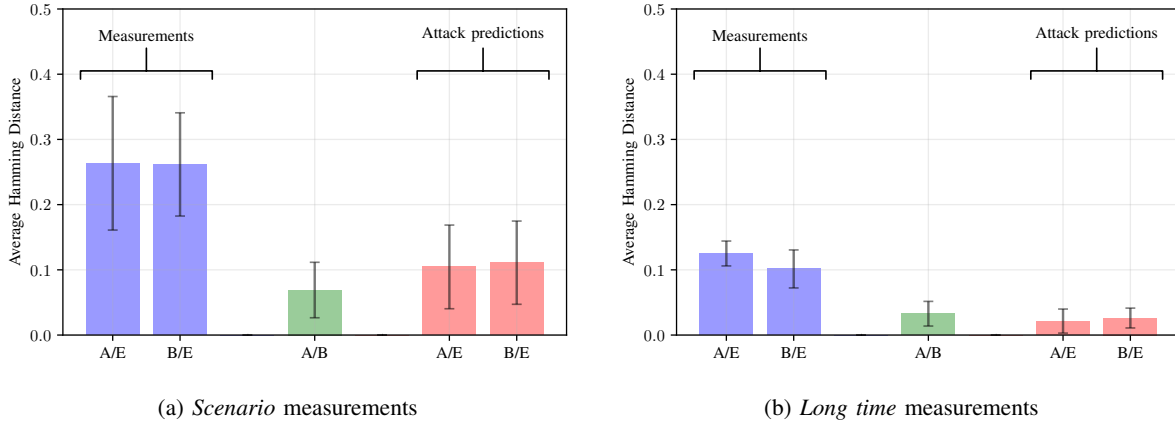 Average Hamming Distance
0.5
0.4
0.3
0.2
0.1
0.0
Measurements
Attack predictions
A/E
B/E
A/B
A/E
B/E
(a) Scenario measurements
Average Hamming Distance
0.5
0.4
0.3
0.2
0.1
0.0
Measurements
Attack predictions
A/E
B/E
A/B
A/E
B/E
(b) Long time measurements